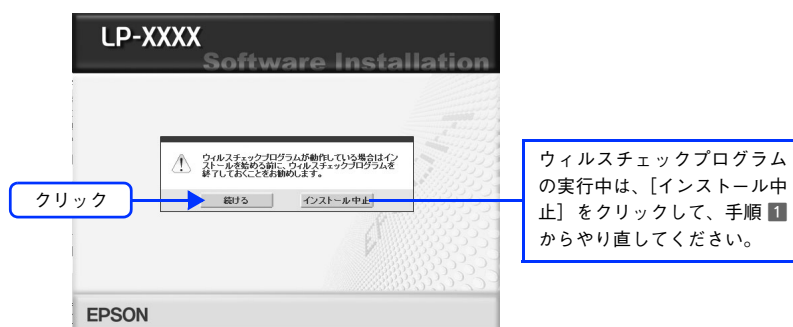 LP-XXXX
Software Installation
ウィルスチェックプログラムが動作している場合はイン
ストールを始める前に、ウィルスチェックプログラムを
終了しておくことをお勧めします。
クリック
続ける
インストール中止
ウィルスチェックプログラム
の実行中は、［インストール中
止］をクリックして、手順 1
からやり直してください。
EPSON